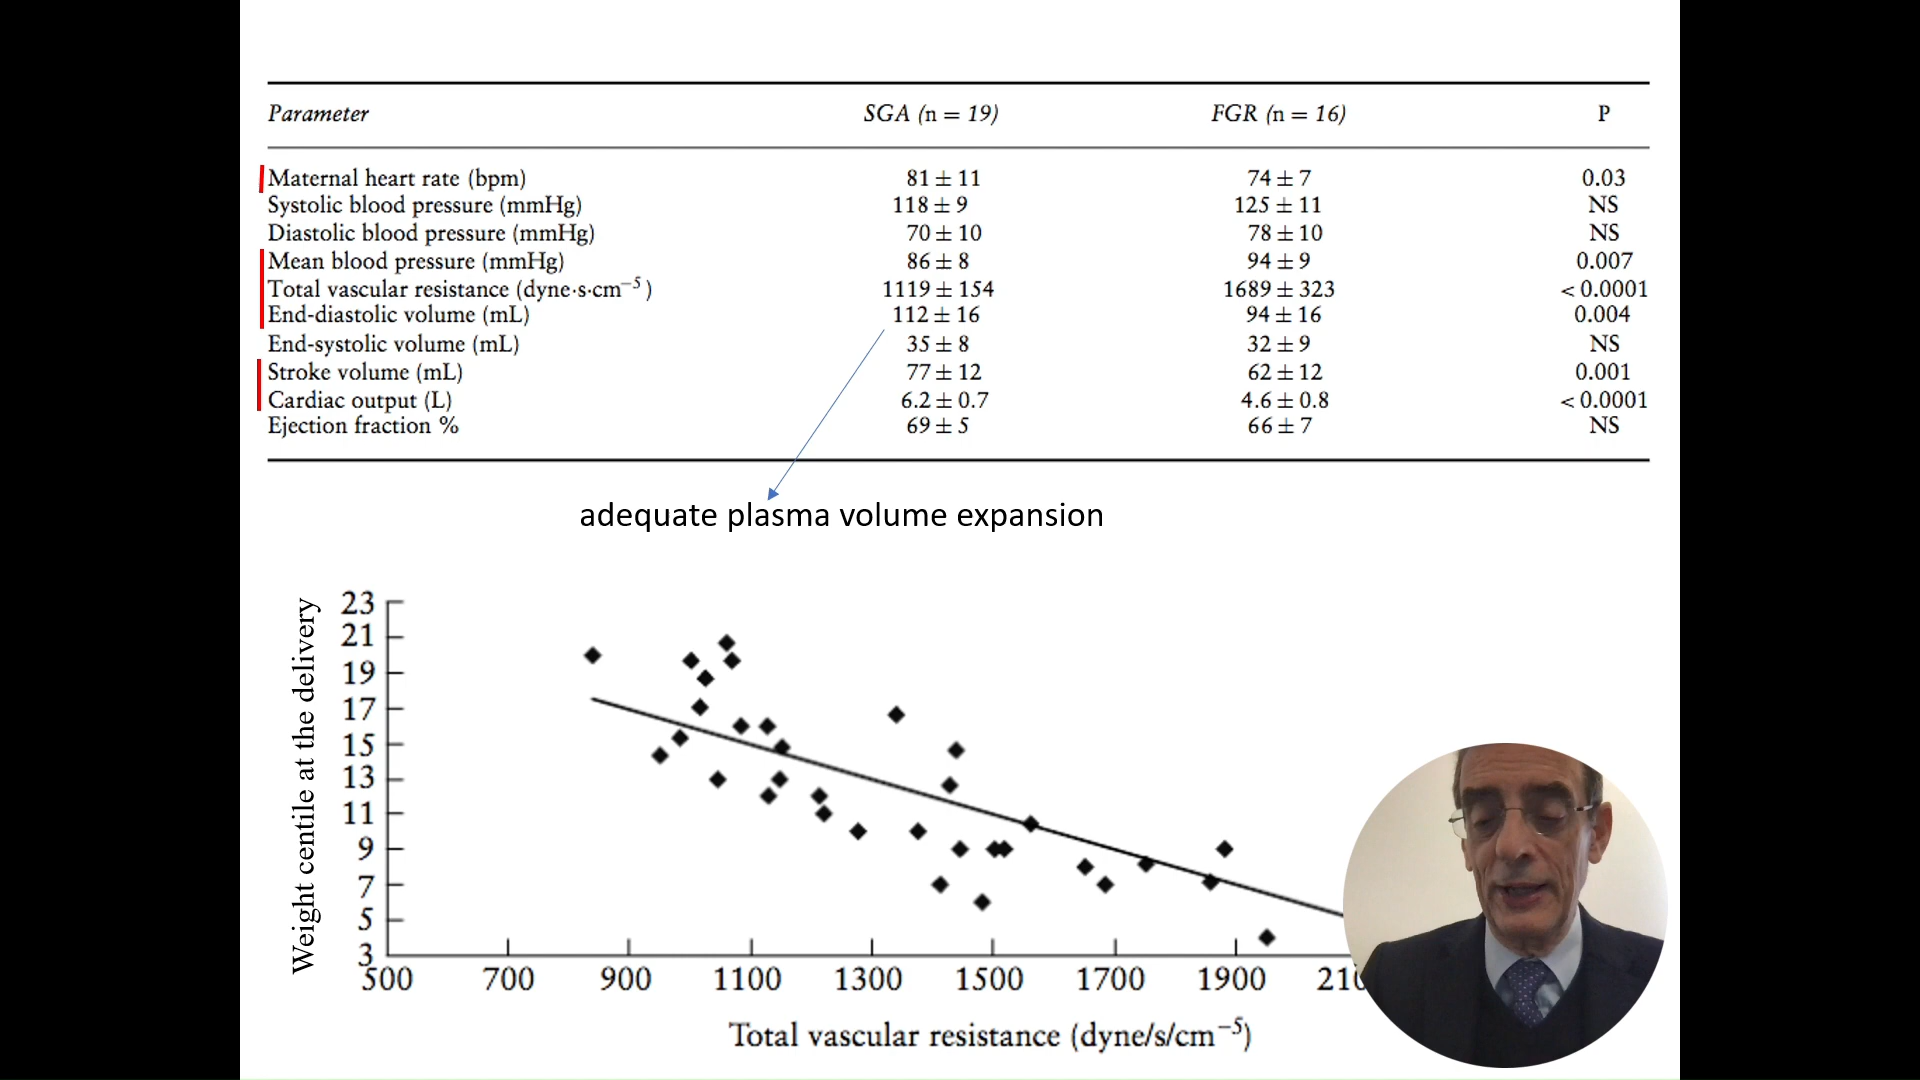 Parameter SGA (n = 19) FGR (n = 16) P
Maternal heart rate (bpm) 81 ± 11 74 ± 7 0.03
Systolic blood pressure (mmHg) 118 ± 9 125 ± 11 NS
Diastolic blood pressure (mmHg) 70 ± 10 78 ± 10 NS
Mean blood pressure (mmHg) 86 ± 8 94 ± 9 0.007
Total vascular resistance (dyne·s·cm⁻⁵) 1119 ± 154 1689 ± 323 < 0.0001
End-diastolic volume (mL) 112 ± 16 94 ± 16 0.004
End-systolic volume (mL) 35 ± 8 32 ± 9 NS
Stroke volume (mL) 77 ± 12 62 ± 12 0.001
Cardiac output (L) 6.2 ± 0.7 4.6 ± 0.8 < 0.0001
Ejection fraction % 69 ± 5 66 ± 7 NS
adequate plasma volume expansion
Weight centile at the delivery
23
21
19
17
15
13
11
9
7
5
3
500 700 900 1100 1300 1500 1700 1900
Total vascular resistance (dyne/s/cm⁻⁵)